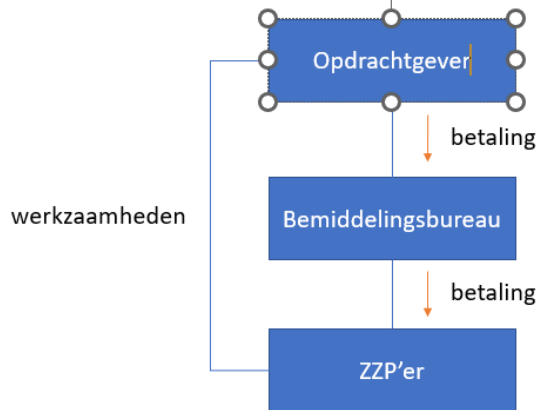 Opdrachtgever
betaling
werkzaamheden
Bemiddelingsbureau
betaling
ZZP'er